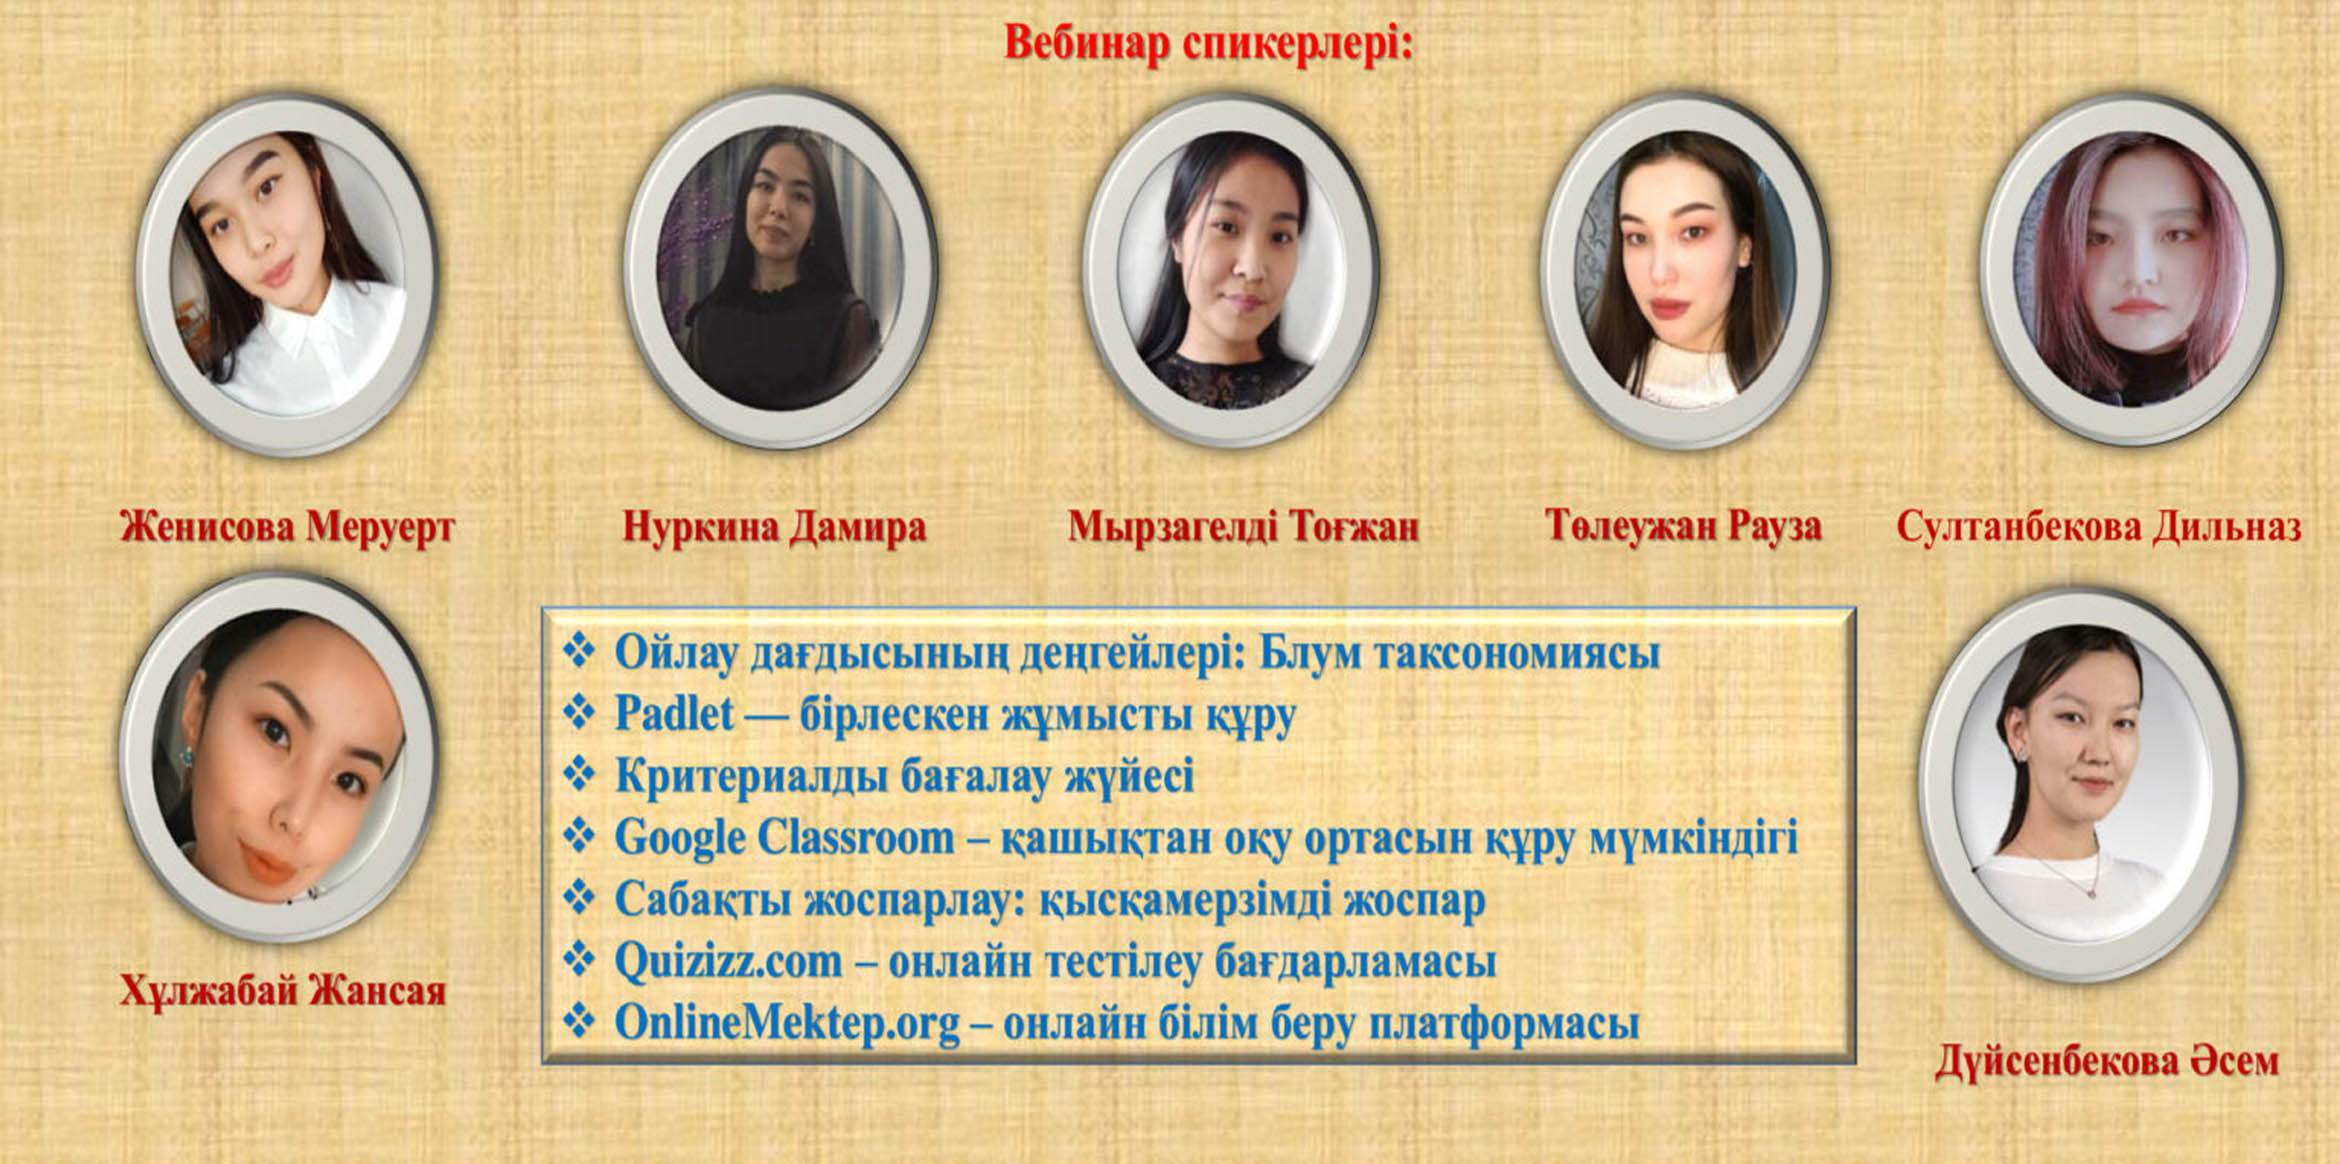 Вебинар спикерлері:
Женисова Меруерт
Нуркина Дамира
Мырзагелді Тоғжан
Төлеужан Рауза
Султанбекова Дильназ
❖ Ойлау дағдысының деңгейлері: Блум таксономиясы
❖ Padlet — бірлескен жұмысты құру
❖ Критериалды бағалау жүйесі
❖ Google Classroom – қашықтан оқу ортасын құру мүмкіндігі
❖ Сабақты жоспарлау: қысқамерзімді жоспар
❖ Quizizz.com – онлайн тестілеу бағдарламасы
❖ OnlineMektep.org – онлайн білім беру платформасы
Хұлжабай Жансая
Дүйсенбекова Әсем